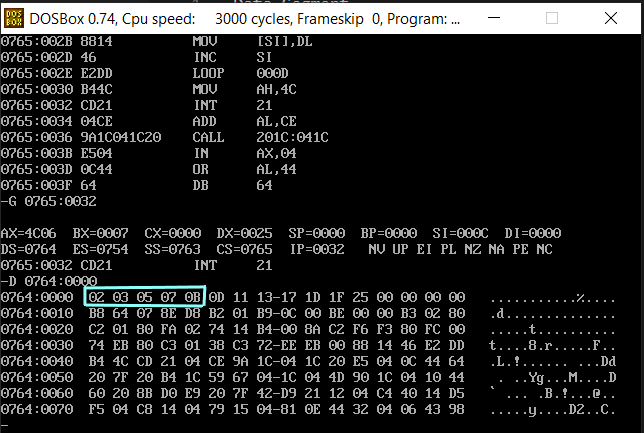 DOSBox 0.74, Cpu speed: 3000 cycles, Frameskip 0, Program: ...
0765:002B 8814 MOV [SI],DL
0765:002D 46 INC SI
0765:002E E2DD LOOP 000D
0765:0030 B44C MOV AH,4C
0765:0032 CD21 INT 21
0765:0034 04CE ADD AL,CE
0765:0036 9A1C041C20 CALL 201C:041C
0765:003B E504 IN AX,04
0765:003D 0C44 OR AL,44
0765:003F 64 DB 64
-G 0765:0032
AX=4C06 BX=0007 CX=0000 DX=0025 SP=0000 BP=0000 SI=000C DI=0000
DS=0764 ES=0754 SS=0763 CS=0765 IP=0032 NV UP EI PL NZ NA PE NC
0765:0032 CD21 INT 21
-D 0764:0000
0764:0000 02 03 05 07 0B 0D 11 13-17 1D 1F 25 00 00 00 00 ...........%....
0764:0010 B8 64 07 8E D8 B2 01 B9-0C 00 BE 00 00 B3 02 80 .d..............
0764:0020 C2 01 80 FA 02 74 14 B4-00 8A C2 F6 F3 80 FC 00 .....t..........
0764:0030 74 EB 80 C3 01 38 C3 72-EE EB 00 88 14 46 E2 DD t....8.r.....F..
0764:0040 B4 4C CD 21 04 CE 9A 1C-04 1C 20 E5 04 0C 44 64 .L.!...... ...Dd
0764:0050 20 7F 20 B4 1C 59 67 04-1C 04 4D 90 1C 04 10 44  . ..Yg...M....D
0764:0060 60 20 8B D0 E9 20 7F 42-D9 21 12 04 C4 40 14 D5 ` ... .B.!...@..
0764:0070 F5 04 C8 14 04 79 15 04-81 0E 44 32 04 06 43 98 .....y....D2..C.
-